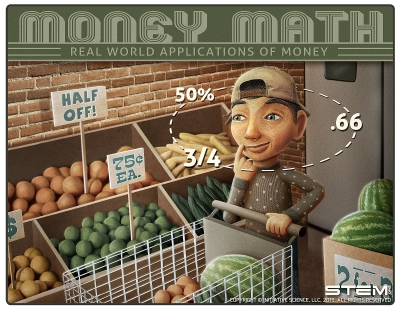 MONEY MATH
REAL WORLD APPLICATIONS OF MONEY
HALF
OFF!
50%
.66
3/4
75¢
EA.
$
STEM
COPYRIGHT © INITIATIVE SCIENCE, LLC. 2011. ALL RIGHTS RESERVED